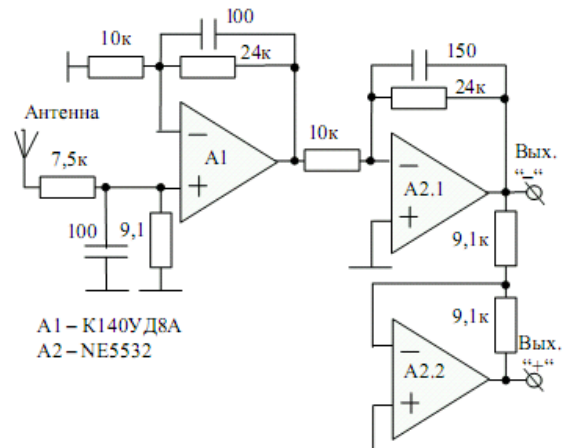 100
10к
24к
Антенна
7,5к
−
+
A1
100
9,1
10к
150
24к
−
+
A2.1
Вых.
“−“
9,1к
9,1к
−
+
A2.2
Вых.
“+“
A1 – К140УД8А
A2 – NE5532